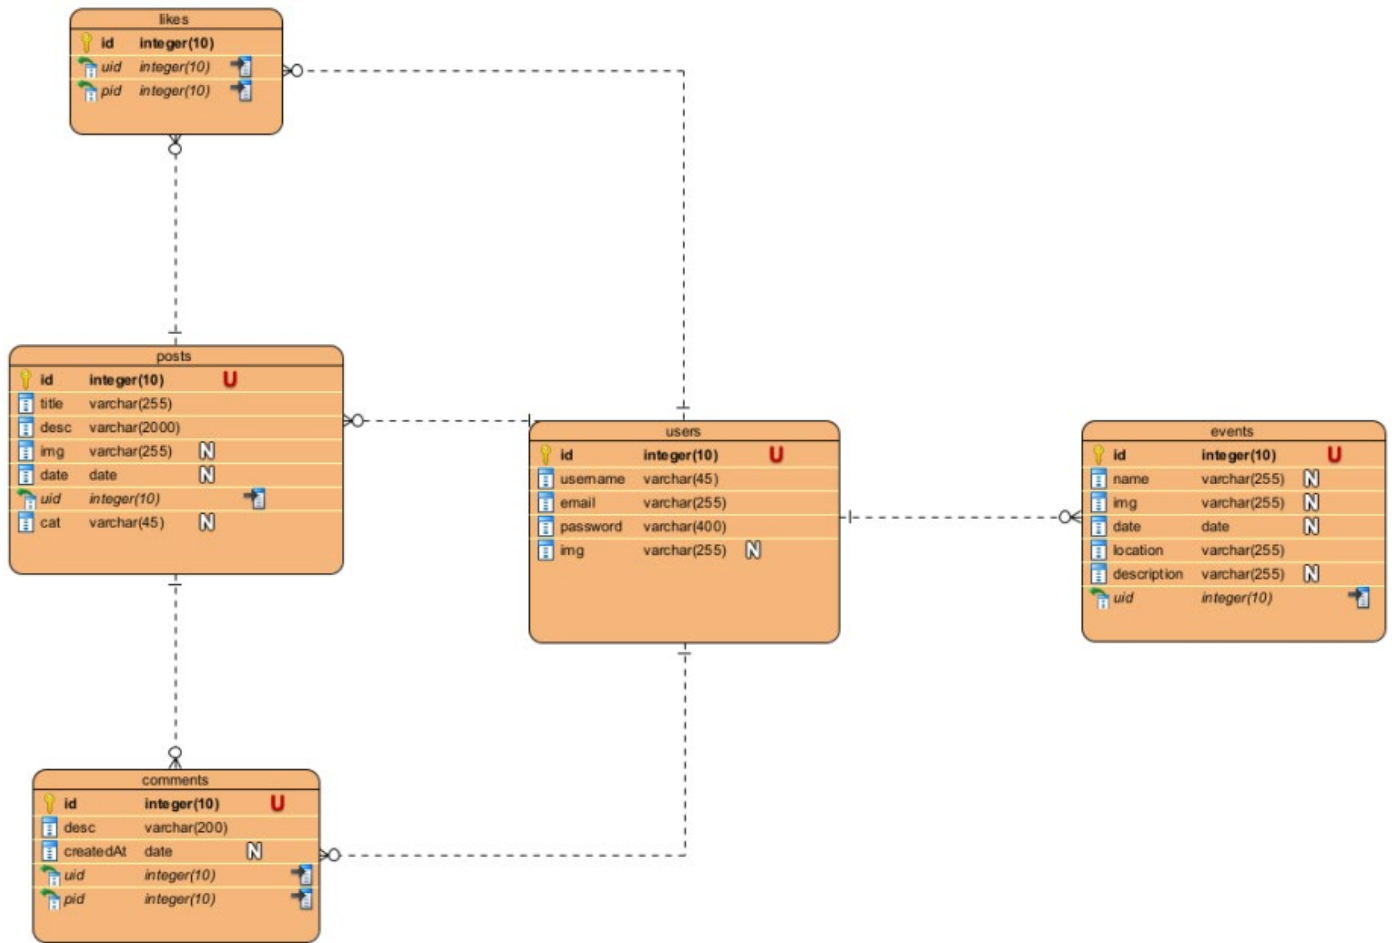 likes
id integer(10)
uid integer(10)
pid integer(10)
posts
id integer(10) U
title varchar(255)
desc varchar(2000)
img varchar(255) N
date date N
uid integer(10)
cat varchar(45) N
users
id integer(10) U
username varchar(45)
email varchar(255)
password varchar(400)
img varchar(255) N
events
id integer(10) U
name varchar(255) N
img varchar(255) N
date date N
location varchar(255)
description varchar(255) N
uid integer(10)
comments
id integer(10) U
desc varchar(200)
createdAt date N
uid integer(10)
pid integer(10)